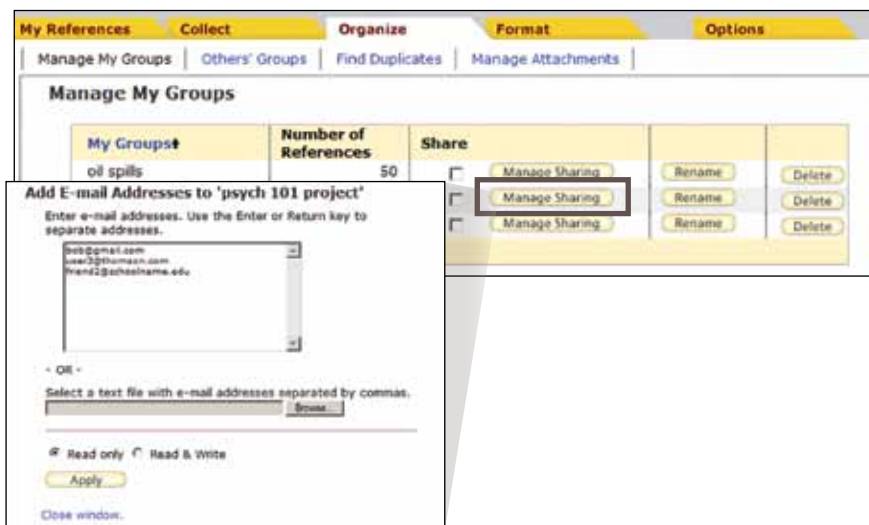 My References Collect Organize Format Options
Manage My Groups Others' Groups Find Duplicates Manage Attachments
Manage My Groups
My Groups Number of References Share
oil spills 50 Manage Sharing Rename Delete
Manage Sharing Rename Delete
Manage Sharing Rename Delete
Add E-mail Addresses to 'psych 101 project'
Enter e-mail addresses. Use the Enter or Return key to
separate addresses.
bob@gmail.com
user3@thomson.com
friend2@schoolname.edu
- OR -
Select a text file with e-mail addresses separated by commas.
Browse...
Read only Read & Write
Apply
Close window.